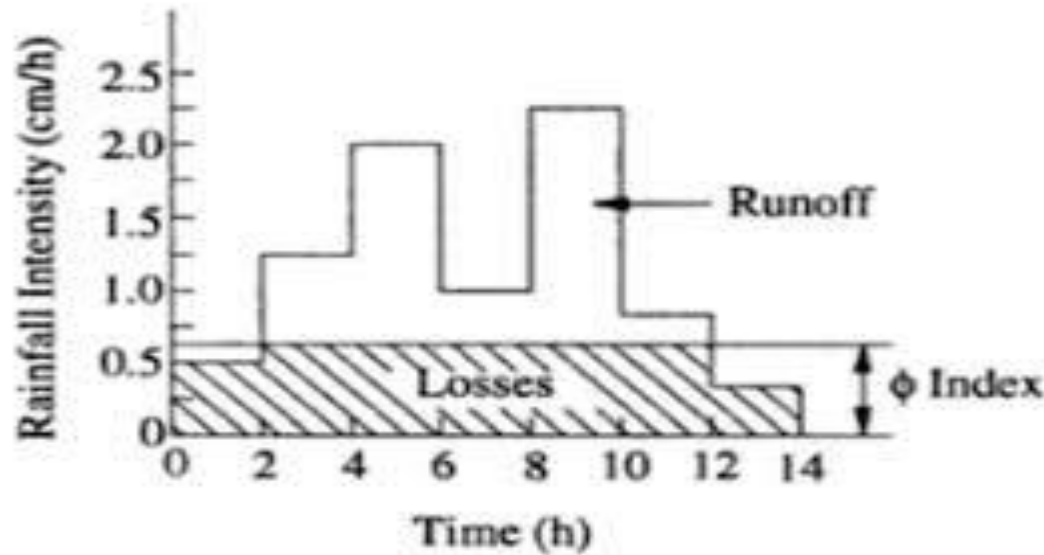 Rainfall Intensity (cm/h)
2.5
2.0
1.5
1.0
0.5
0
Runoff
Losses
ϕ Index
0 2 4 6 8 10 12 14
Time (h)